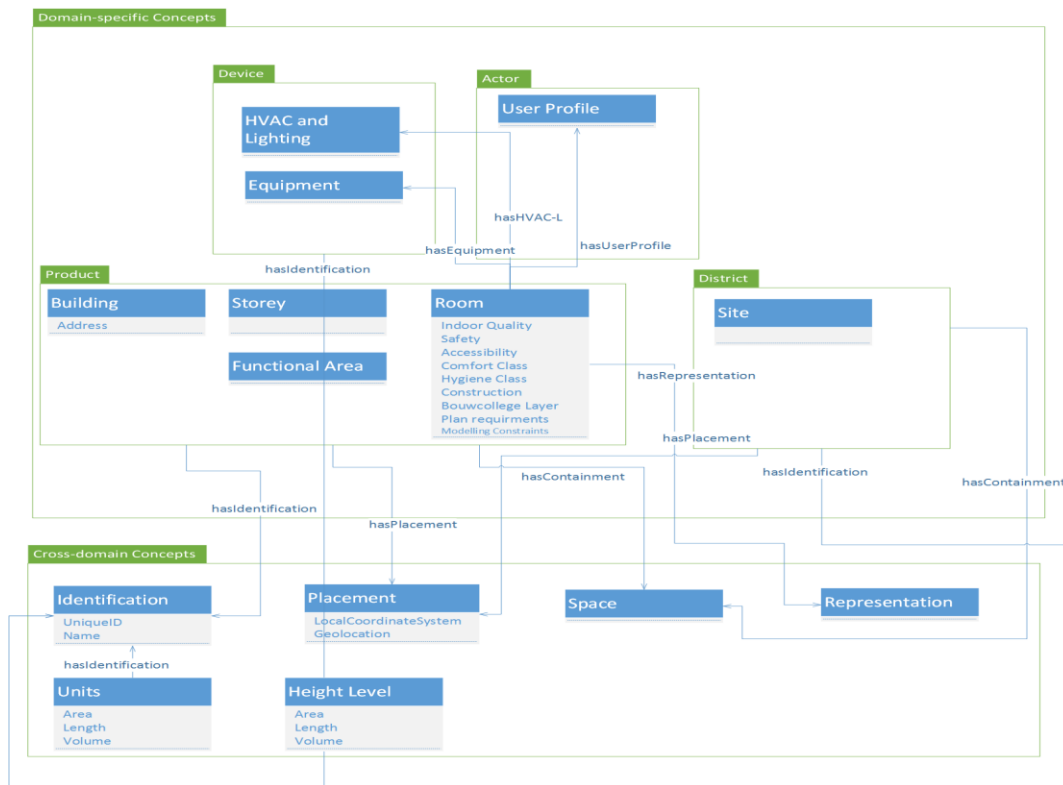 Domain-specific Concepts
Device
Actor
HVAC and
Lighting
User Profile
Equipment
hasHVAC-L
hasEquipment
hasUserProfile
hasIdentification
Product
District
Building
Address
Storey
Room
Indoor Quality
Safety
Accessibility
Comfort Class
Hygiene Class
Construction
Bouwcollege Layer
Plan requirments
Modelling Constraints
Site
Functional Area
hasRepresentation
hasPlacement
hasContainment
hasIdentification
hasContainment
hasIdentification
hasPlacement
Cross-domain Concepts
Identification
UniqueID
Name
Placement
LocalCoordinateSystem
Geolocation
Space
Representation
hasIdentification
Units
Area
Length
Volume
Height Level
Area
Length
Volume